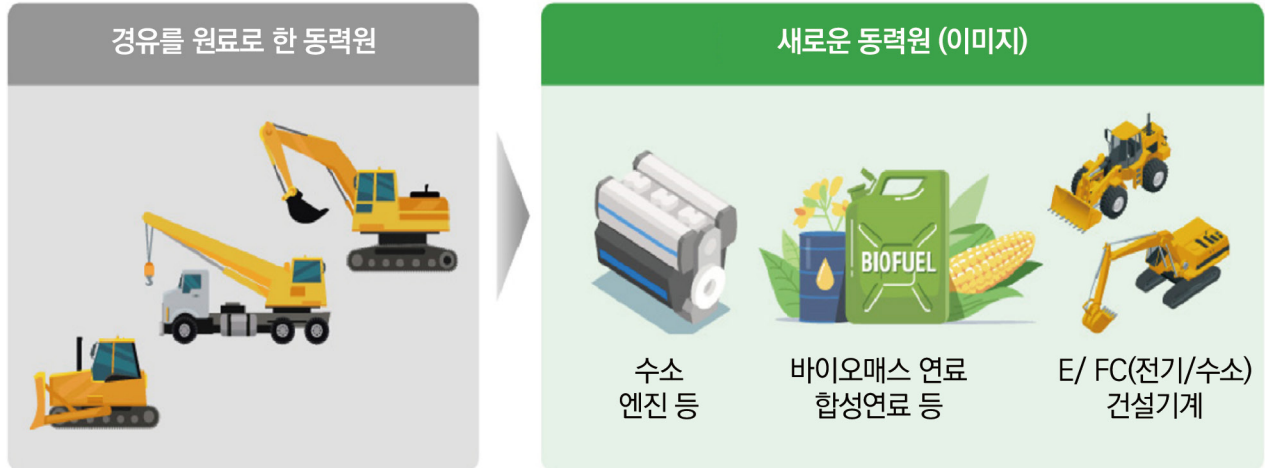 경유를 원료로 한 동력원
새로운 동력원 (이미지)
BIOFUEL
수소
엔진 등
바이오매스 연료
합성연료 등
E/ FC(전기/수소)
건설기계